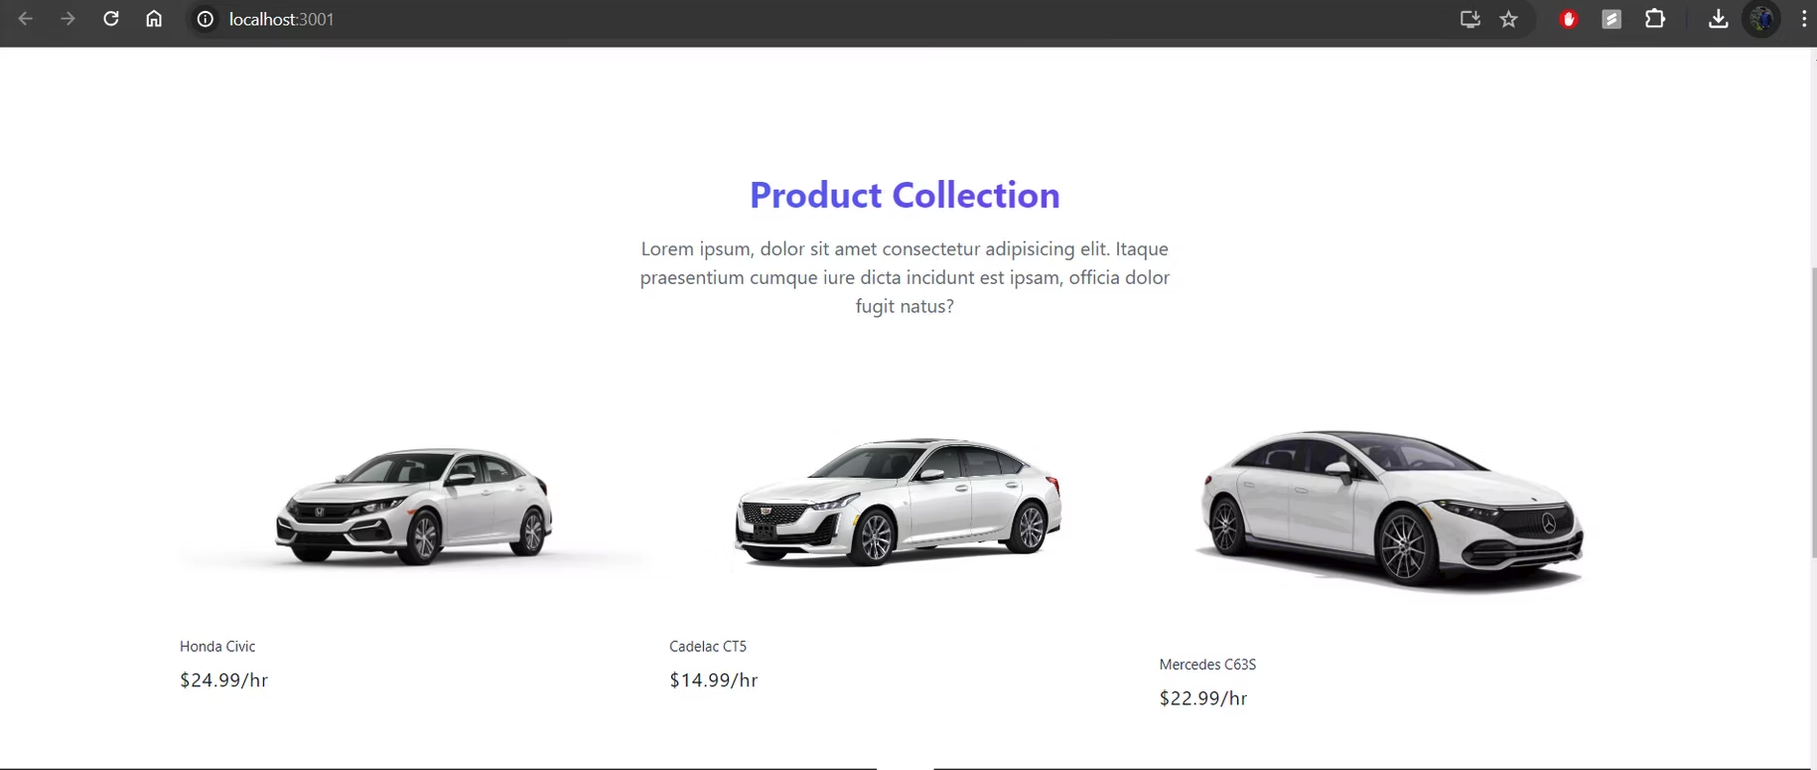 localhost:3001
Product Collection
Lorem ipsum, dolor sit amet consectetur adipisicing elit. Itaque
praesentium cumque iure dicta incidunt est ipsam, officia dolor
fugit natus?
Honda Civic
$24.99/hr
Cadelac CT5
$14.99/hr
Mercedes C63S
$22.99/hr